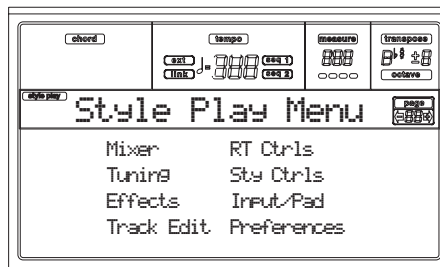 chord
tempo
measure
transpose
ext
link
seq 1
seq 2
octave
style play
Style Play Menu
page
Mixer RT Ctrls
Tuning Sty Ctrls
Effects Input/Pad
Track Edit Preferences